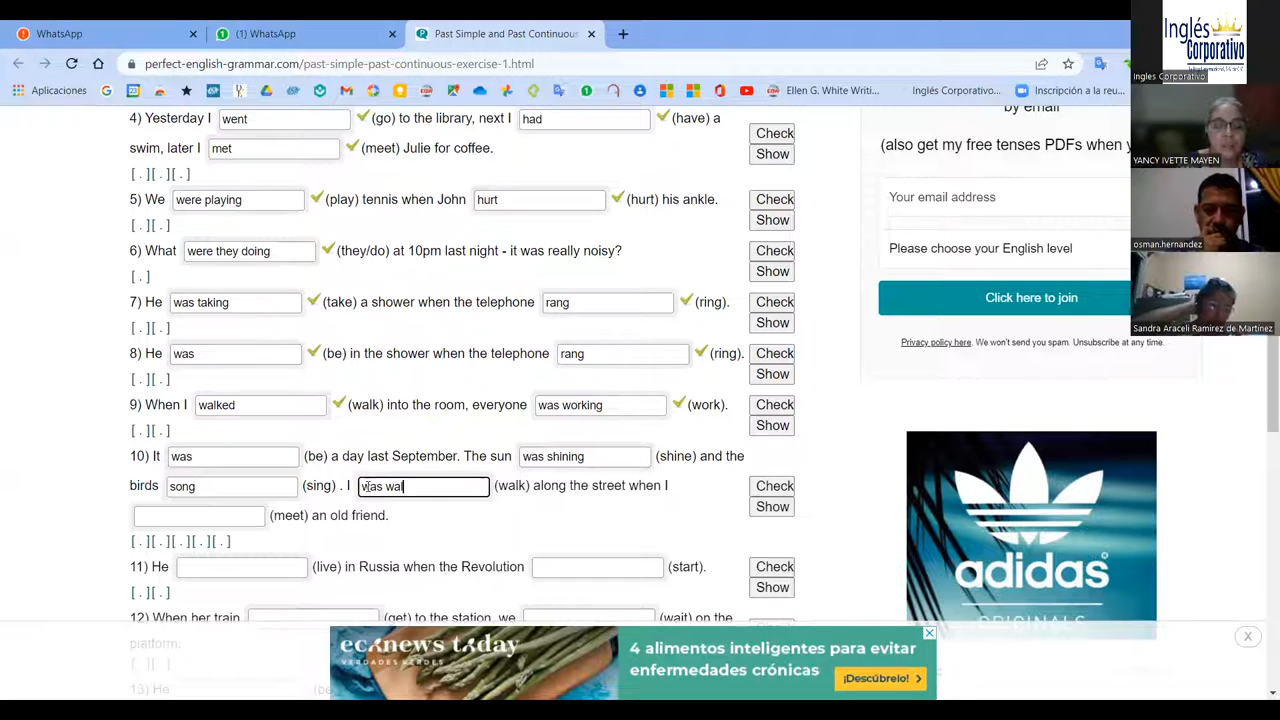 WhatsApp
(1) WhatsApp
Past Simple and Past Continuous
perfect-english-grammar.com/past-simple-past-continuous-exercise-1.html
Aplicaciones
Ellen G. White Writi...
Inglés Corporativo...
Inscripción a la reu...
4) Yesterday I went (go) to the library, next I had (have) a
Check
swim, later I met (meet) Julie for coffee.
Show
[ . ][ . ][ . ]
5) We were playing (play) tennis when John hurt (hurt) his ankle.
Check
Show
[ . ][ . ]
6) What were they doing (they/do) at 10pm last night - it was really noisy?
Check
Show
[ . ]
7) He was taking (take) a shower when the telephone rang (ring).
Check
Show
[ . ][ . ]
8) He was (be) in the shower when the telephone rang (ring).
Check
Show
[ . ][ . ]
9) When I walked (walk) into the room, everyone was working (work).
Check
Show
[ . ][ . ]
10) It was (be) a day last September. The sun was shining (shine) and the
birds song (sing) . I was wal (walk) along the street when I
Check
Show
(meet) an old friend.
[ . ][ . ][ . ][ . ][ . ]
11) He (live) in Russia when the Revolution (start).
Check
Show
[ . ][ . ]
12) When her train (get) to the station, we (wait) on the
platform.
[ ][ ]
13) He (be
by email
(also get my free tenses PDFs when y
Your email address
Please choose your English level
Click here to join
Privacy policy here. We won't send you spam. Unsubscribe at any time.
adidas
ORIGINALS
econews today
VERDADES VERDES
4 alimentos inteligentes para evitar
enfermedades crónicas
¡Descúbrelo!
X
Inglés
Corporativo
Ingles Corporativo
YANCY IVETTE MAYEN
osman.hernandez
Sandra Araceli Ramirez de Martínez